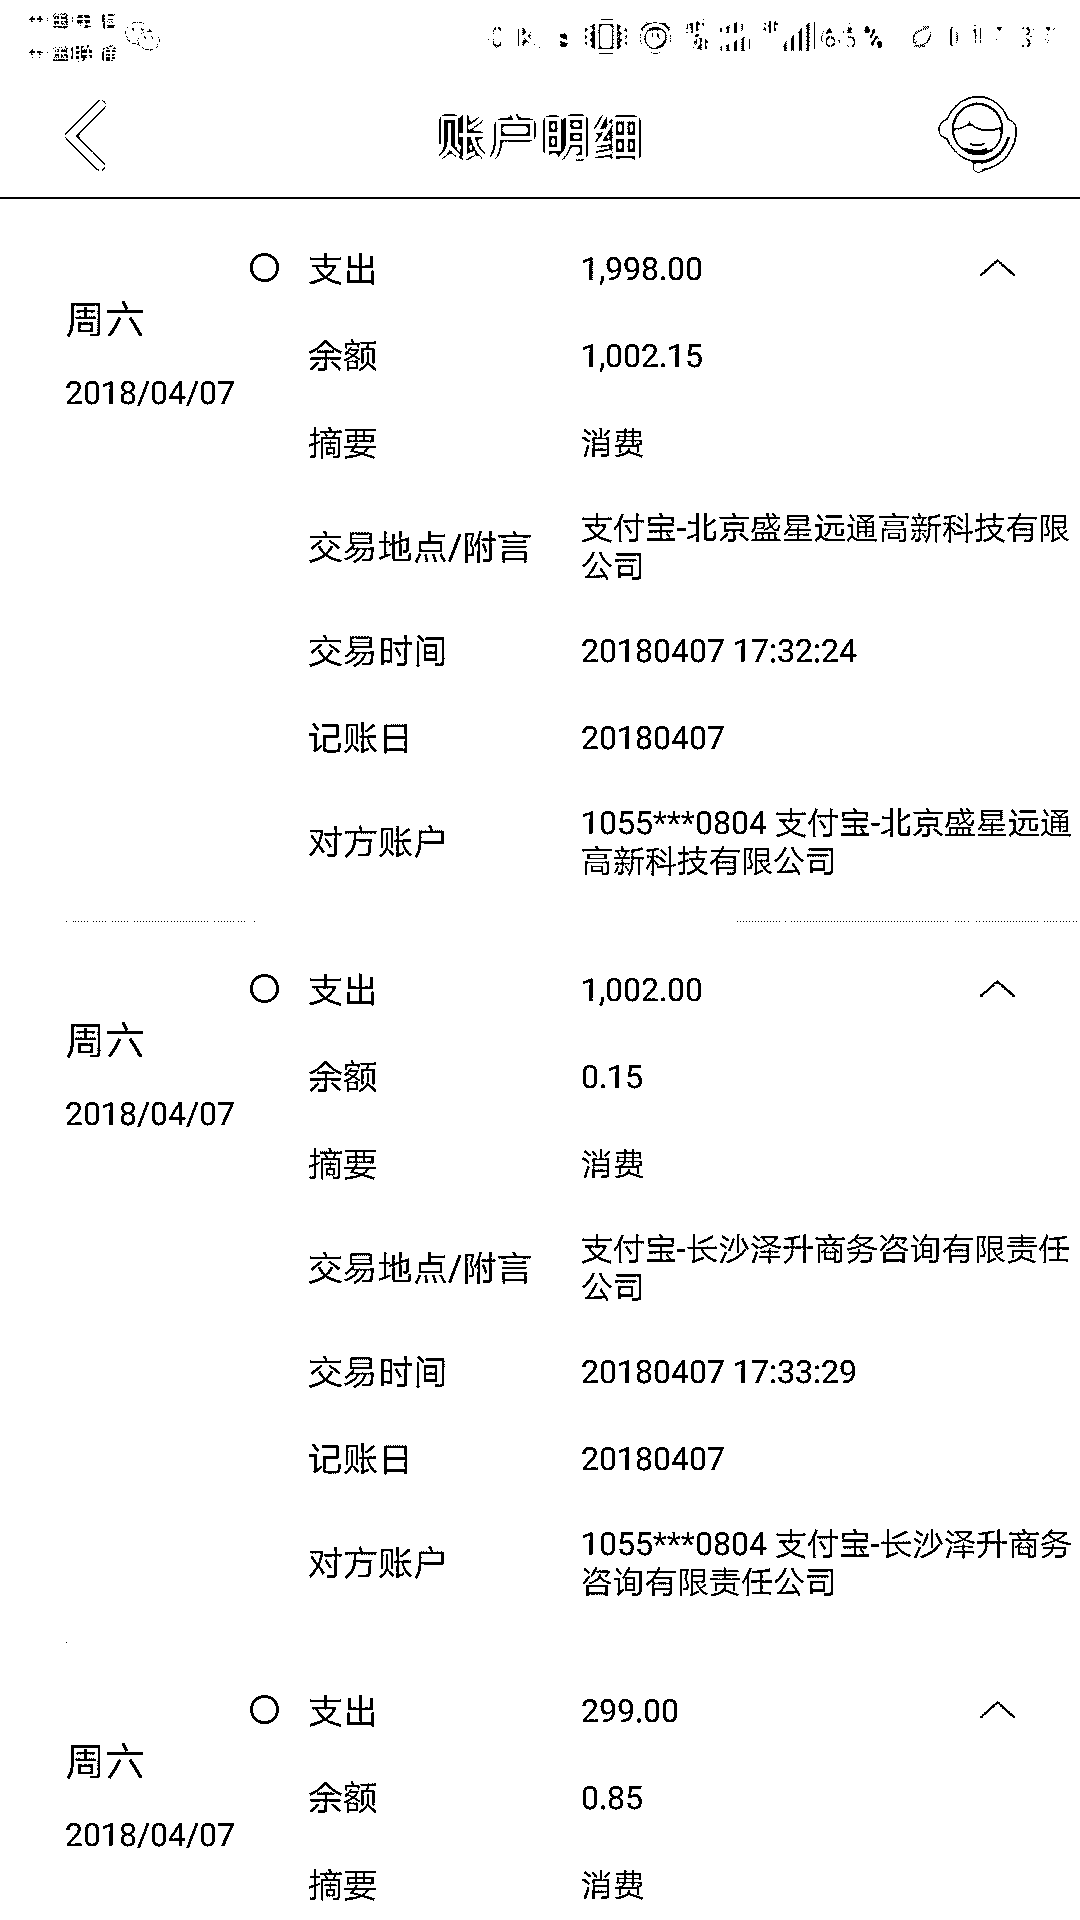 账户明细
支出 1,998.00
周六
余额 1,002.15
2018/04/07
摘要 消费
交易地点/附言 支付宝-北京盛星远通高新科技有限
公司
交易时间 20180407 17:32:24
记账日 20180407
对方账户 1055***0804 支付宝-北京盛星远通
高新科技有限公司
支出 1,002.00
周六
余额 0.15
2018/04/07
摘要 消费
交易地点/附言 支付宝-长沙泽升商务咨询有限责任
公司
交易时间 20180407 17:33:29
记账日 20180407
对方账户 1055***0804 支付宝-长沙泽升商务
咨询有限责任公司
支出 299.00
周六
余额 0.85
2018/04/07
摘要 消费